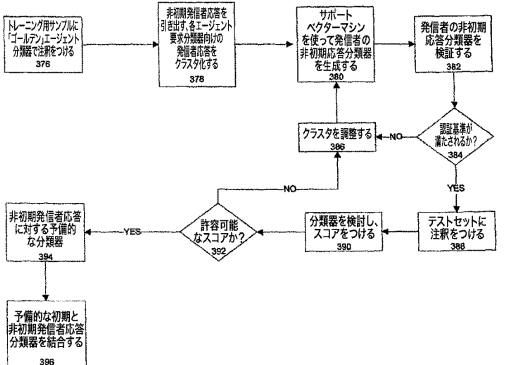 トレーニング用サンプルに
「ゴールデン」エージェント
分類器で注釈をつける
376
非初期発信者応答を
引き出す、各エージェント
要求分類器向けの
発信者応答を
クラスタ化する
378
サポート
ベクターマシン
を使って発信者の
非初期応答分類器
を生成する
380
発信者の非初期
応答分類器を
検証する
382
認証基準が
満たされるか?
384
NO
クラスタを調整する
386
YES
テストセットに
注釈をつける
388
分類器を検討し、
スコアをつける
390
許容可能
なスコアか?
392
NO
YES
非初期発信者応答
に対する予備的
な分類器
394
予備的な初期と
非初期発信者応答
分類器を結合する
396